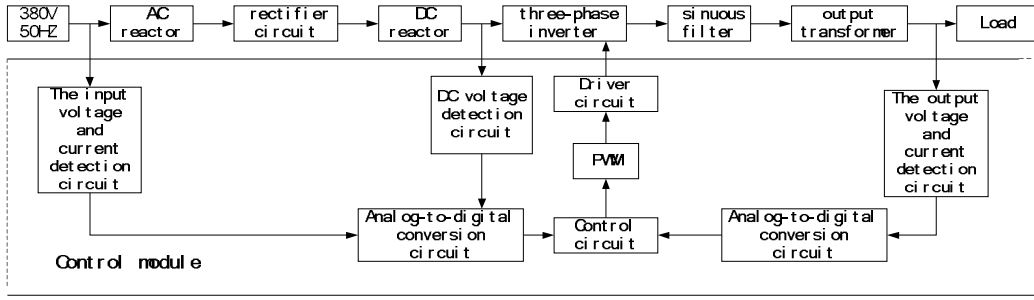 380V
50HZ
AC
reactor
rectifier
circuit
DC
reactor
three-phase
inverter
sinuous
filter
output
transformer
Load
The input
voltage
and
current
detection
circuit
DC voltage
detection
circuit
Driver
circuit
PWM
The output
voltage
and
current
detection
circuit
Analog-to-digital
conversion
circuit
Control
circuit
Analog-to-digital
conversion
circuit
Control module